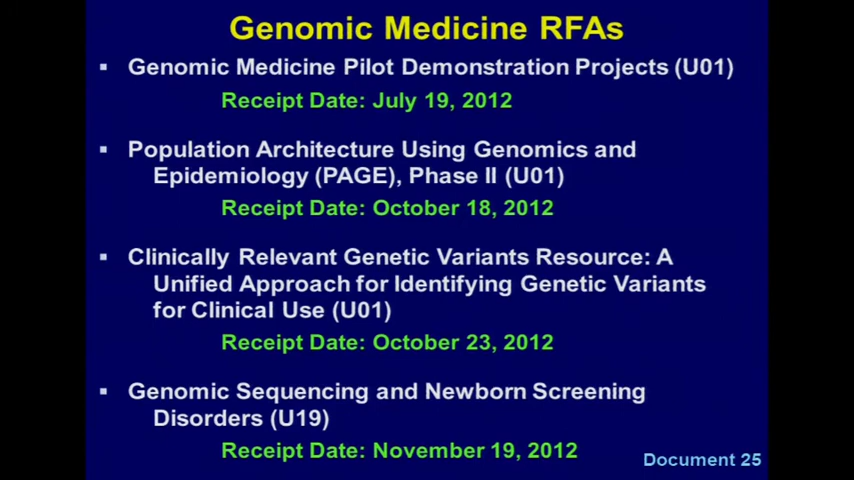 Genomic Medicine RFAs
▪ Genomic Medicine Pilot Demonstration Projects (U01)
Receipt Date: July 19, 2012
▪ Population Architecture Using Genomics and
Epidemiology (PAGE), Phase II (U01)
Receipt Date: October 18, 2012
▪ Clinically Relevant Genetic Variants Resource: A
Unified Approach for Identifying Genetic Variants
for Clinical Use (U01)
Receipt Date: October 23, 2012
▪ Genomic Sequencing and Newborn Screening
Disorders (U19)
Receipt Date: November 19, 2012
Document 25